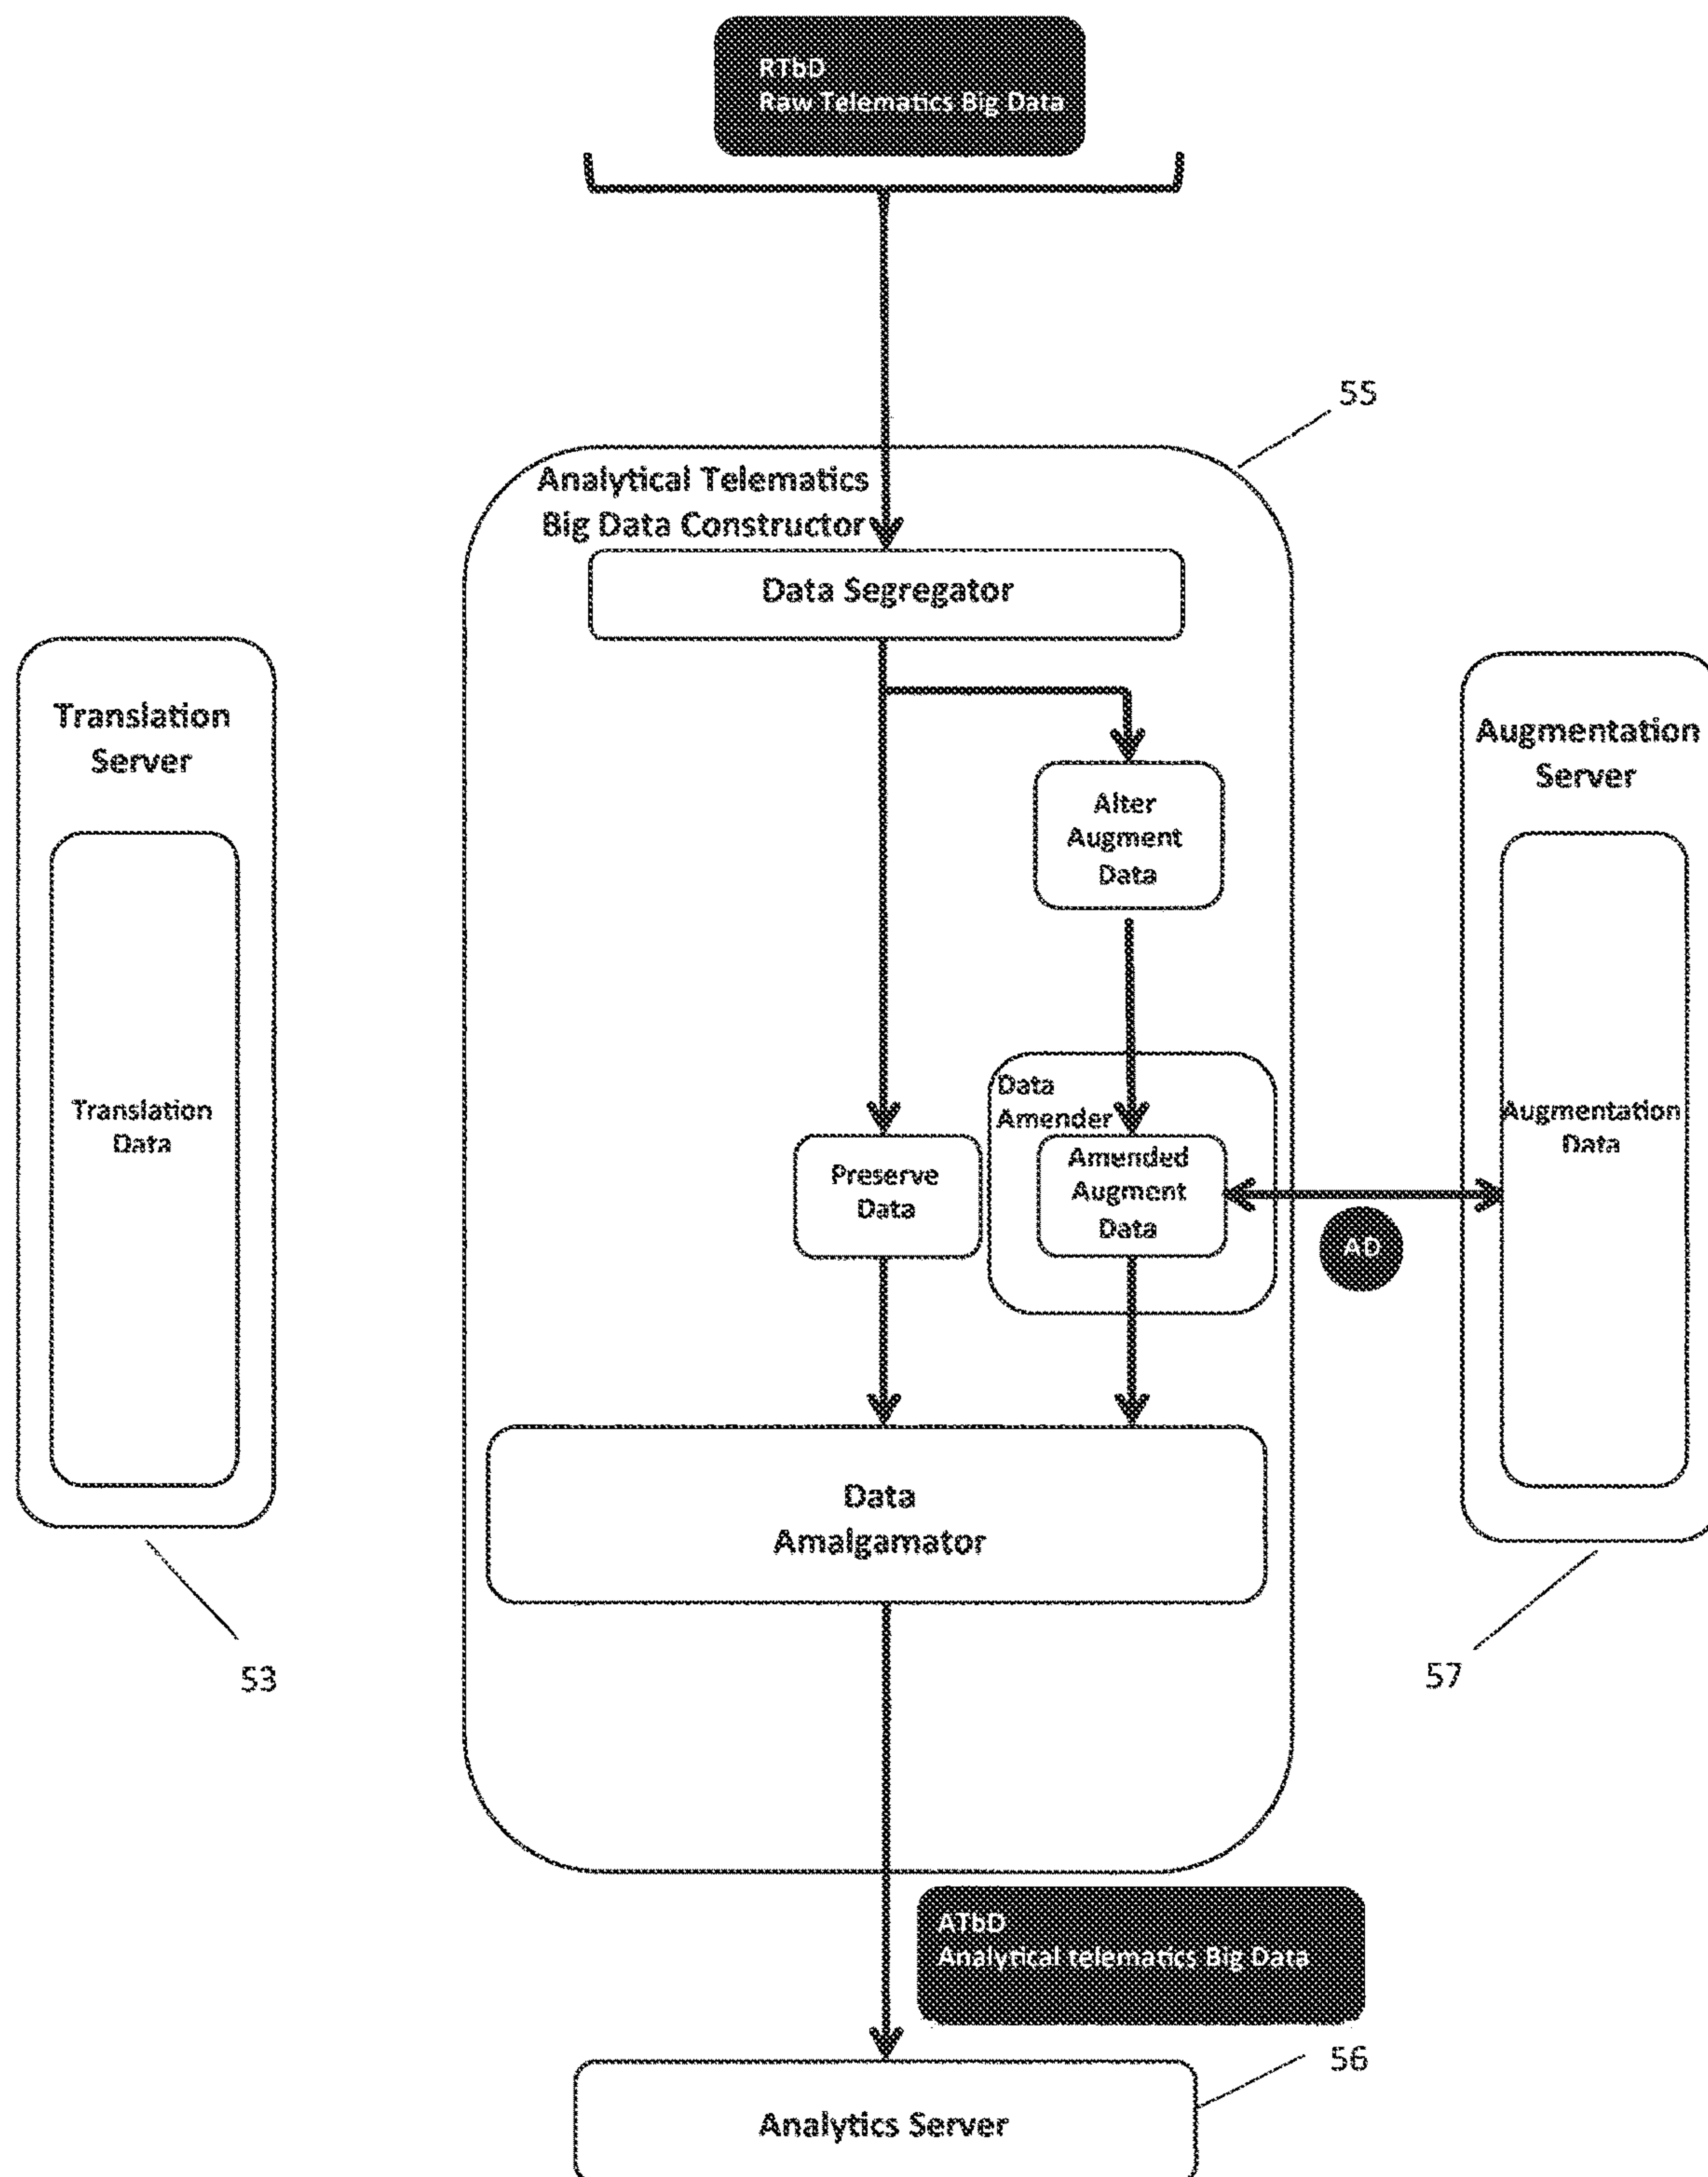 RTbD
Raw Telematics Big Data
55
Analytical Telematics
Big Data Constructor
Data Segregator
Translation
Server
Augmentation
Server
Alter
Augment
Data
Translation
Data
Data
Amender
Preserve
Data
Amended
Augment
Data
Augmentation
Data
AD
Data
Amalgamator
53
57
ATbD
Analytical telematics Big Data
56
Analytics Server